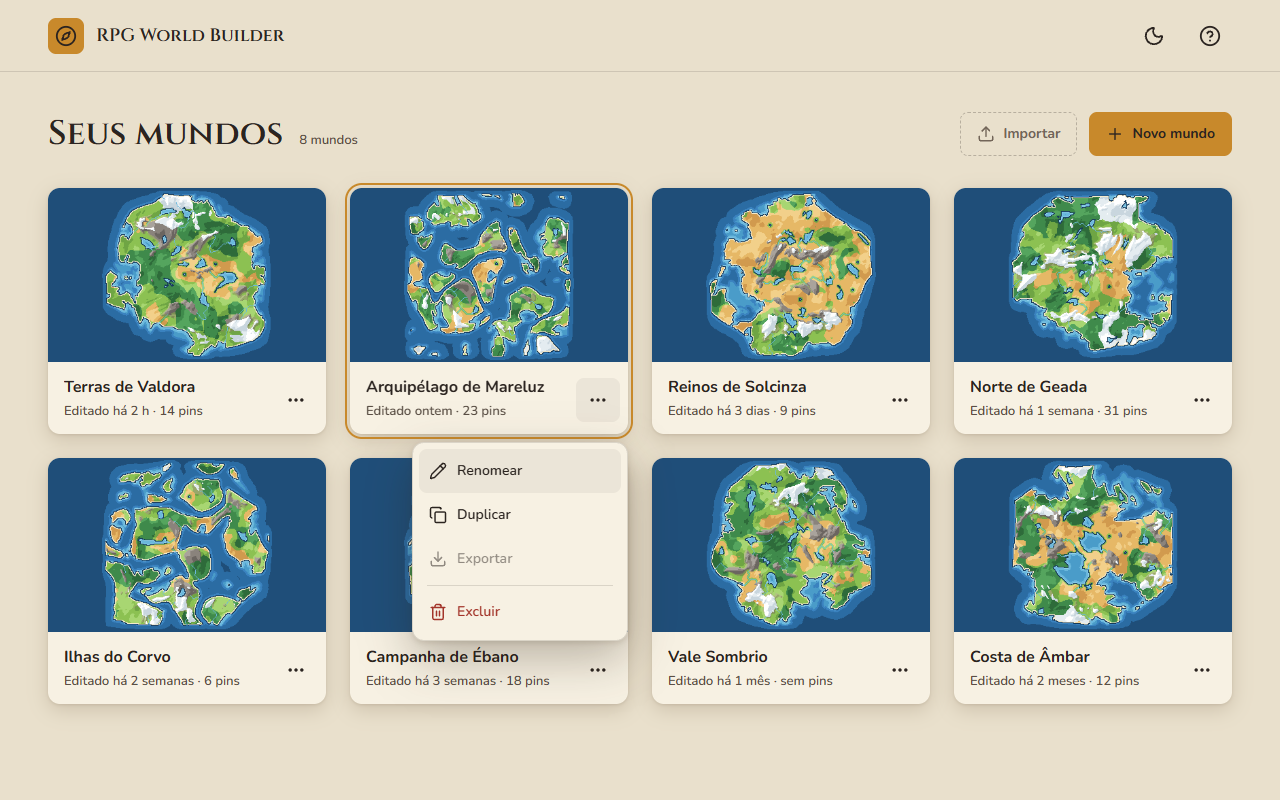 RPG World Builder
Seus mundos
8 mundos
Importar
Novo mundo
Terras de Valdora
Editado há 2 h · 14 pins
Arquipélago de Mareluz
Editado ontem · 23 pins
Reinos de Solcinza
Editado há 3 dias · 9 pins
Norte de Geada
Editado há 1 semana · 31 pins
Renomear
Duplicar
Exportar
Excluir
Ilhas do Corvo
Editado há 2 semanas · 6 pins
Campanha de Ébano
Editado há 3 semanas · 18 pins
Vale Sombrio
Editado há 1 mês · sem pins
Costa de Âmbar
Editado há 2 meses · 12 pins